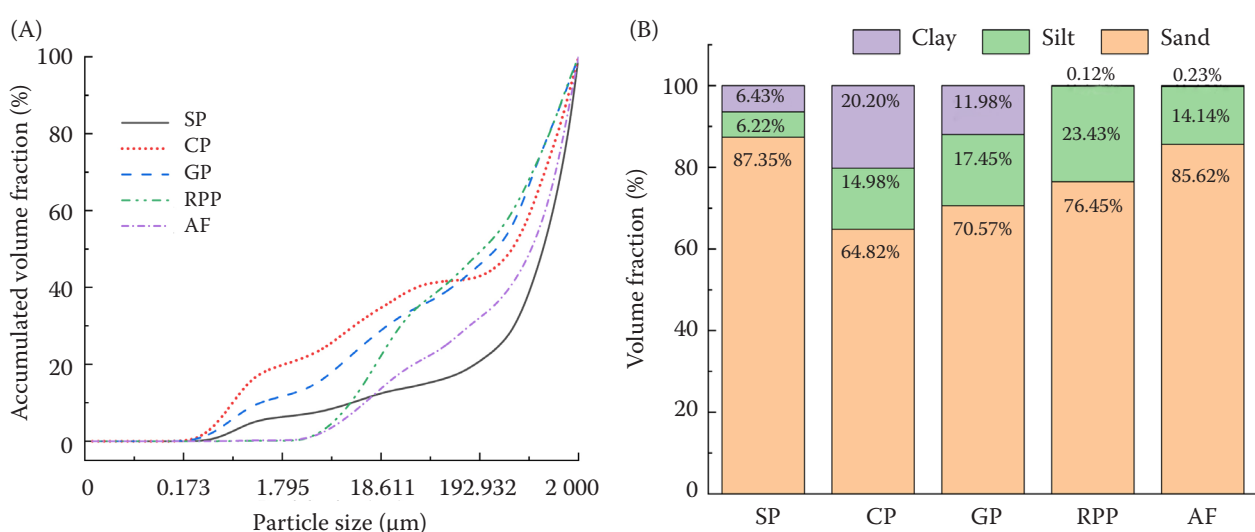 (A)
Accumulated volume fraction (%)
100
80
60
40
20
0
SP
CP
GP
RPP
AF
0 0.173 1.795 18.611 192.932 2 000
Particle size (µm)
(B)
Clay Silt Sand
Volume fraction (%)
100
80
60
40
20
0
6.43% 20.20% 11.98% 0.12% 0.23%
6.22% 14.98% 17.45% 23.43% 14.14%
87.35% 64.82% 70.57% 76.45% 85.62%
SP CP GP RPP AF